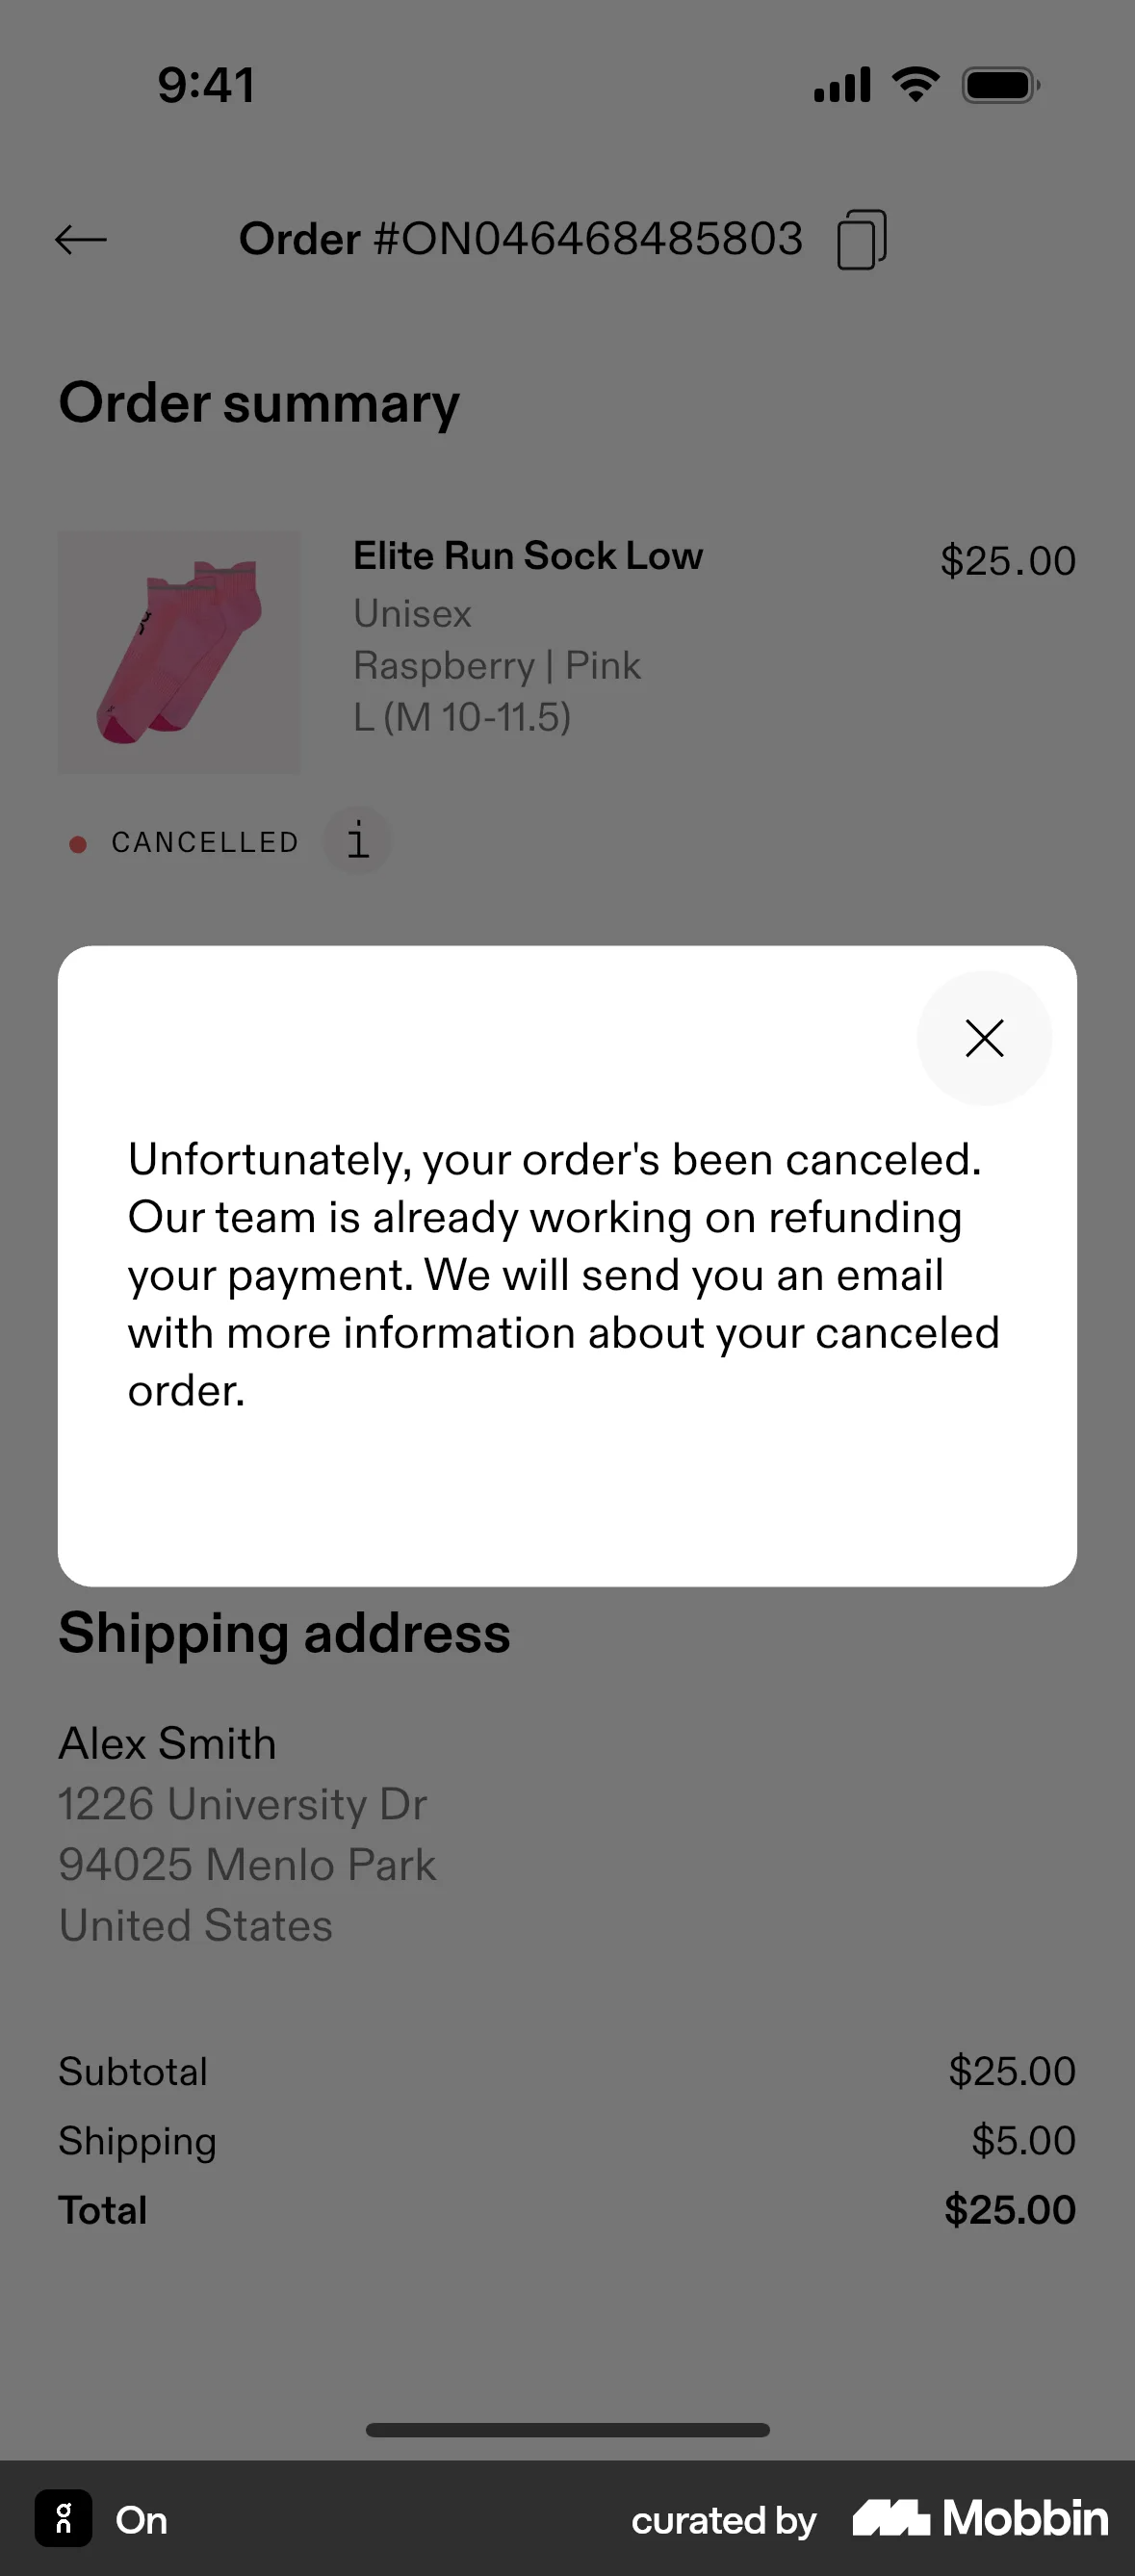 9:41
Order #ON046468485803
Order summary
Elite Run Sock Low
$25.00
Unisex
Raspberry | Pink
L (M 10-11.5)
CANCELLED i
Unfortunately, your order's been canceled.
Our team is already working on refunding
your payment. We will send you an email
with more information about your canceled
order.
Shipping address
Alex Smith
1226 University Dr
94025 Menlo Park
United States
Subtotal $25.00
Shipping $5.00
Total $25.00
On curated by Mobbin